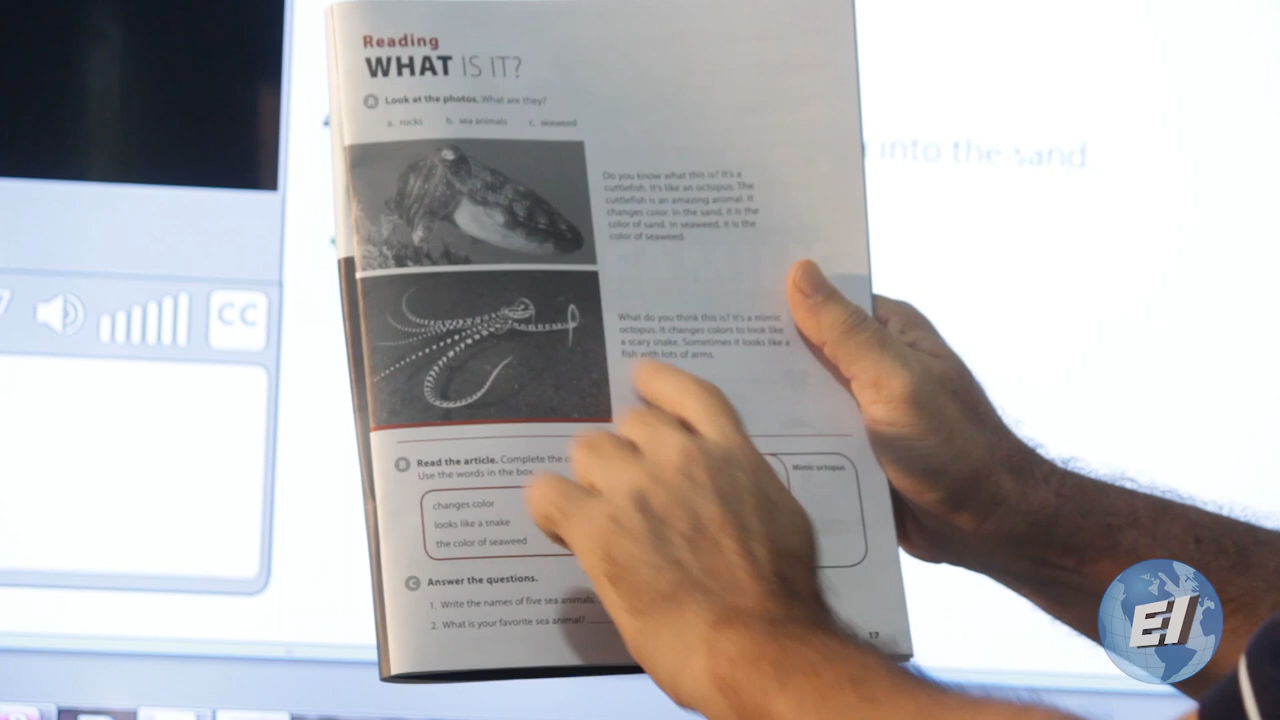 Reading
WHAT IS IT?
A Look at the photos. What are they?
a. rocks b. sea animals c. seaweed
into the sand
Do you know what this is? It's a
cuttlefish. It's like an octopus. The
cuttlefish is an amazing animal. It
changes color. In the sand, it is the
color of sand. In seaweed, it is the
color of seaweed.
CC
What do you think this is? It's a mimic
octopus. It changes colors to look like
a scary snake. Sometimes it looks like a
fish with lots of arms.
B Read the article. Complete the
Use the words in the box.
changes color
looks like a snake
the color of seaweed
Mimic octopus
C Answer the questions.
1. Write the names of five sea animals.
2. What is your favorite sea animal?
17
EI